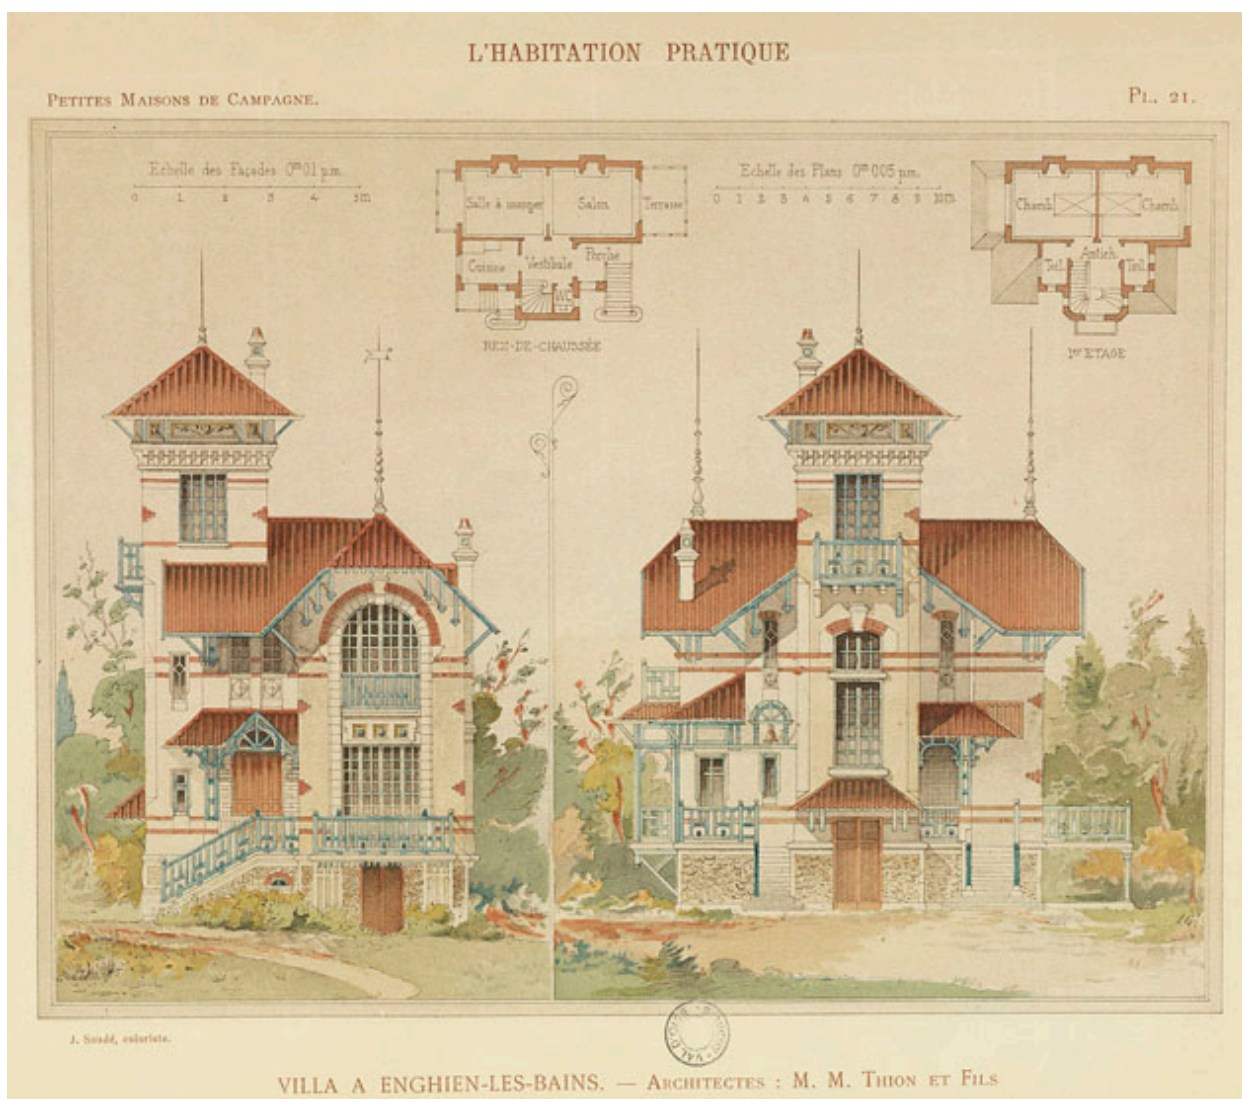 L'HABITATION PRATIQUE
PETITES MAISONS DE CAMPAGNE.
PL. 21.
Echelle des Façades 0m01 p.m.
0 1 2 3 4 5m
Salle à manger
Salon
Terrasse
Cuisine
Vestibule
Porche
WC
REZ-DE-CHAUSSÉE
Echelle des Plans 0m005 p.m.
0 1 2 3 4 5 6 7 8 9 10m
Chamb.
Chamb.
Antich.
Toil.
Toil.
1er ETAGE
J. Saudé, coloriste.
VILLA A ENGHIEN-LES-BAINS. — ARCHITECTES : M. M. THION ET FILS